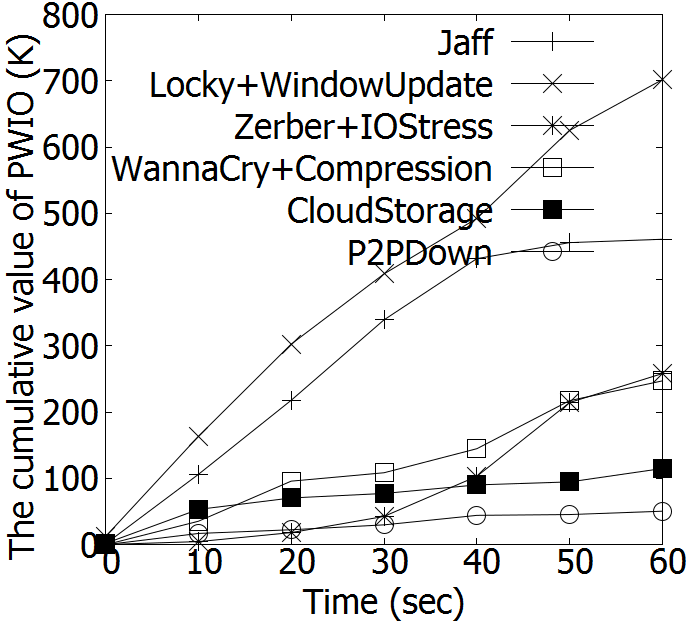 The cumulative value of PWIO (K)
800
700
600
500
400
300
200
100
0
Jaff
Locky+WindowUpdate
Zerber+IOStress
WannaCry+Compression
CloudStorage
P2PDown
0 10 20 30 40 50 60
Time (sec)